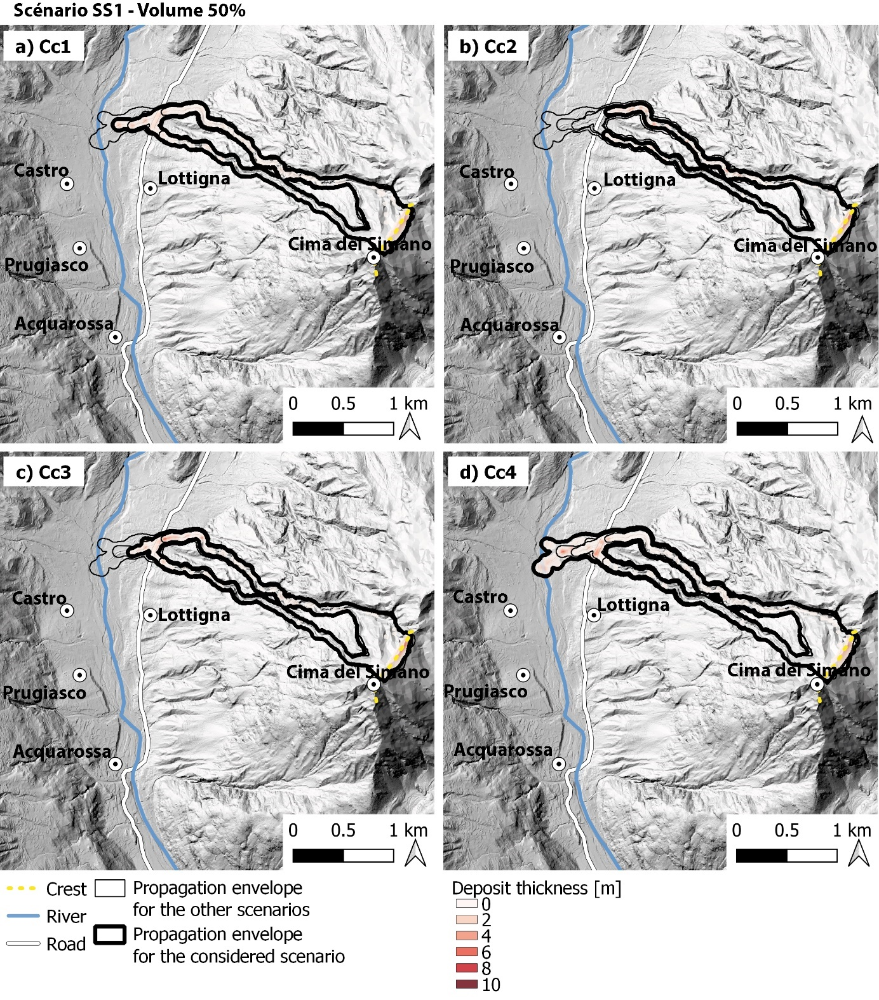 Scénario SS1 - Volume 50%
a) Cc1
Castro
Lottigna
Cima del Simano
Prugiasco
Acquarossa
0 0.5 1 km
b) Cc2
Castro
Lottigna
Cima del Simano
Prugiasco
Acquarossa
0 0.5 1 km
c) Cc3
Castro
Lottigna
Cima del Simano
Prugiasco
Acquarossa
0 0.5 1 km
d) Cc4
Castro
Lottigna
Cima del Simano
Prugiasco
Acquarossa
0 0.5 1 km
Crest
River
Road
Propagation envelope
for the other scenarios
Propagation envelope
for the considered scenario
Deposit thickness [m]
0
2
4
6
8
10